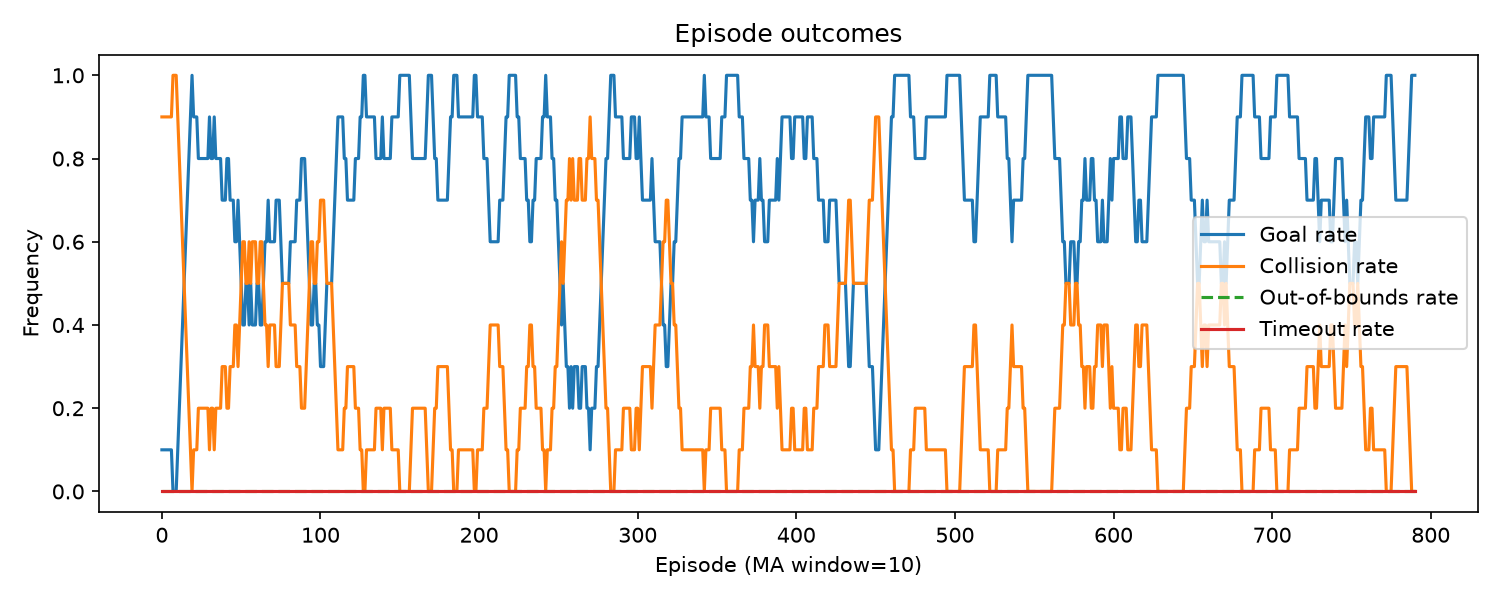 Episode outcomes
1.0
0.8
0.6
0.4
0.2
0.0
Frequency
Goal rate
Collision rate
Out-of-bounds rate
Timeout rate
0 100 200 300 400 500 600 700 800
Episode (MA window=10)